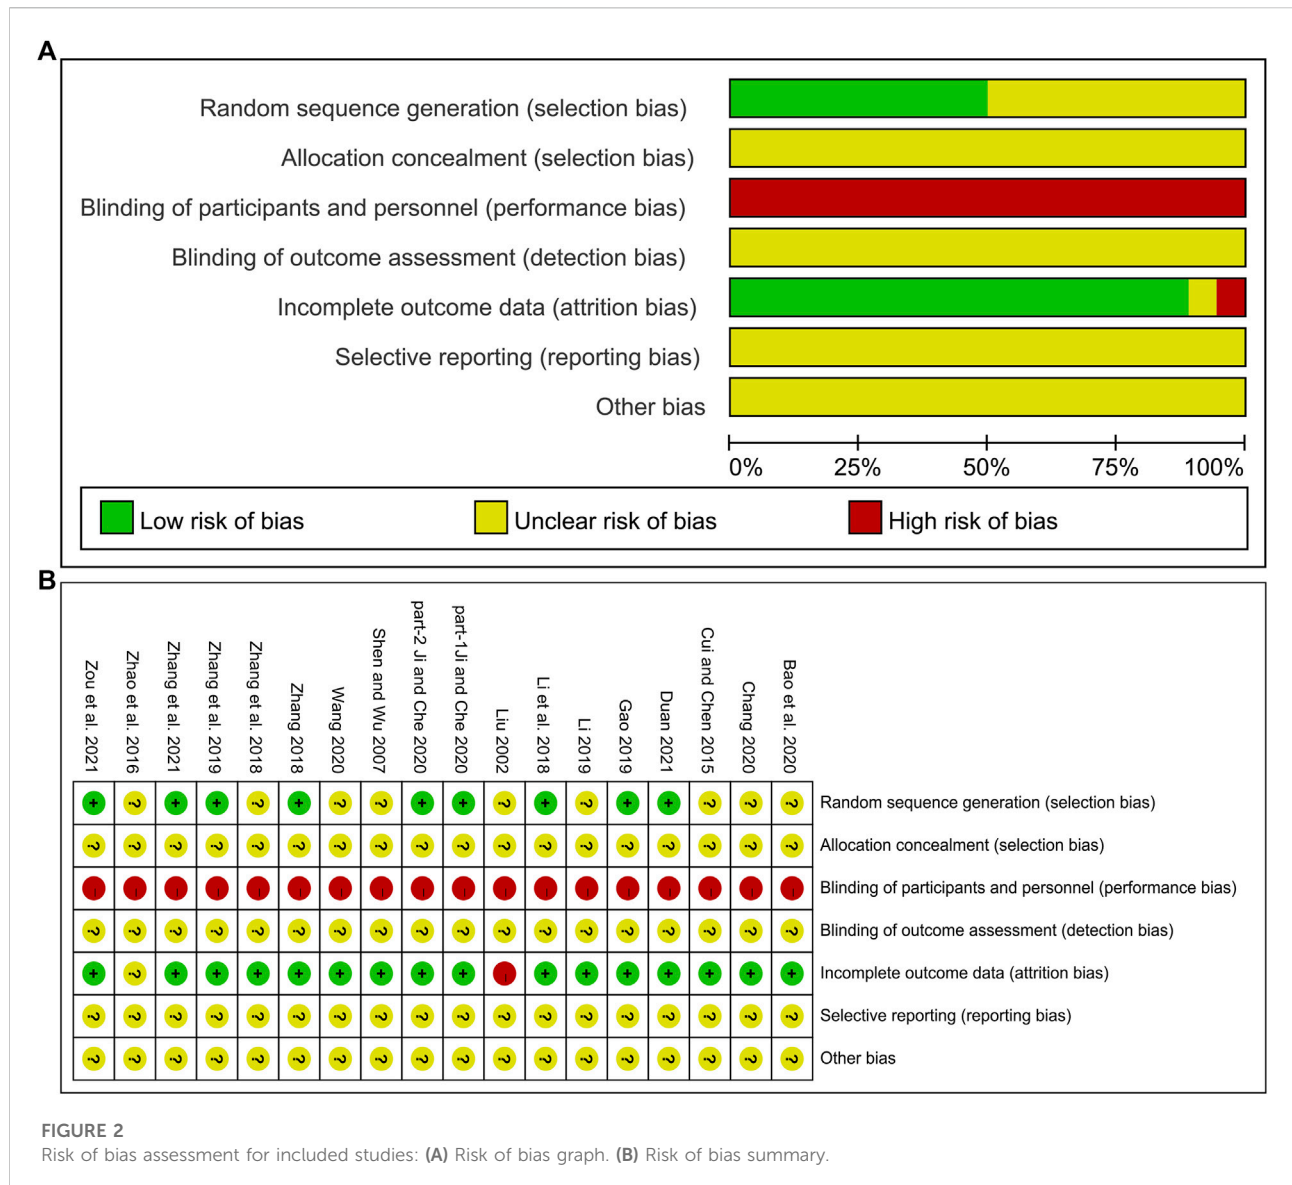 A
Random sequence generation (selection bias)
Allocation concealment (selection bias)
Blinding of participants and personnel (performance bias)
Blinding of outcome assessment (detection bias)
Incomplete outcome data (attrition bias)
Selective reporting (reporting bias)
Other bias
0% 25% 50% 75% 100%
Low risk of bias Unclear risk of bias High risk of bias
B
Zou et al. 2021
Zhao et al. 2016
Zhang et al. 2021
Zhang et al. 2019
Zhang et al. 2018
Zhang 2018
Wang 2020
Shen and Wu 2007
part-2 Ji and Che 2020
part-1Ji and Che 2020
Liu 2002
Li et al. 2018
Li 2019
Gao 2019
Duan 2021
Cui and Chen 2015
Chang 2020
Bao et al. 2020
+ ? + + ? + ? ? + + ? + ? + + ? ? ? Random sequence generation (selection bias)
? ? ? ? ? ? ? ? ? ? ? ? ? ? ? ? ? ? Allocation concealment (selection bias)
- - - - - - - - - - - - - - - - - - Blinding of participants and personnel (performance bias)
? ? ? ? ? ? ? ? ? ? ? ? ? ? ? ? ? ? Blinding of outcome assessment (detection bias)
+ ? + + + + + + + + - + + + + + + + Incomplete outcome data (attrition bias)
? ? ? ? ? ? ? ? ? ? ? ? ? ? ? ? ? ? Selective reporting (reporting bias)
? ? ? ? ? ? ? ? ? ? ? ? ? ? ? ? ? ? Other bias
FIGURE 2
Risk of bias assessment for included studies: (A) Risk of bias graph. (B) Risk of bias summary.